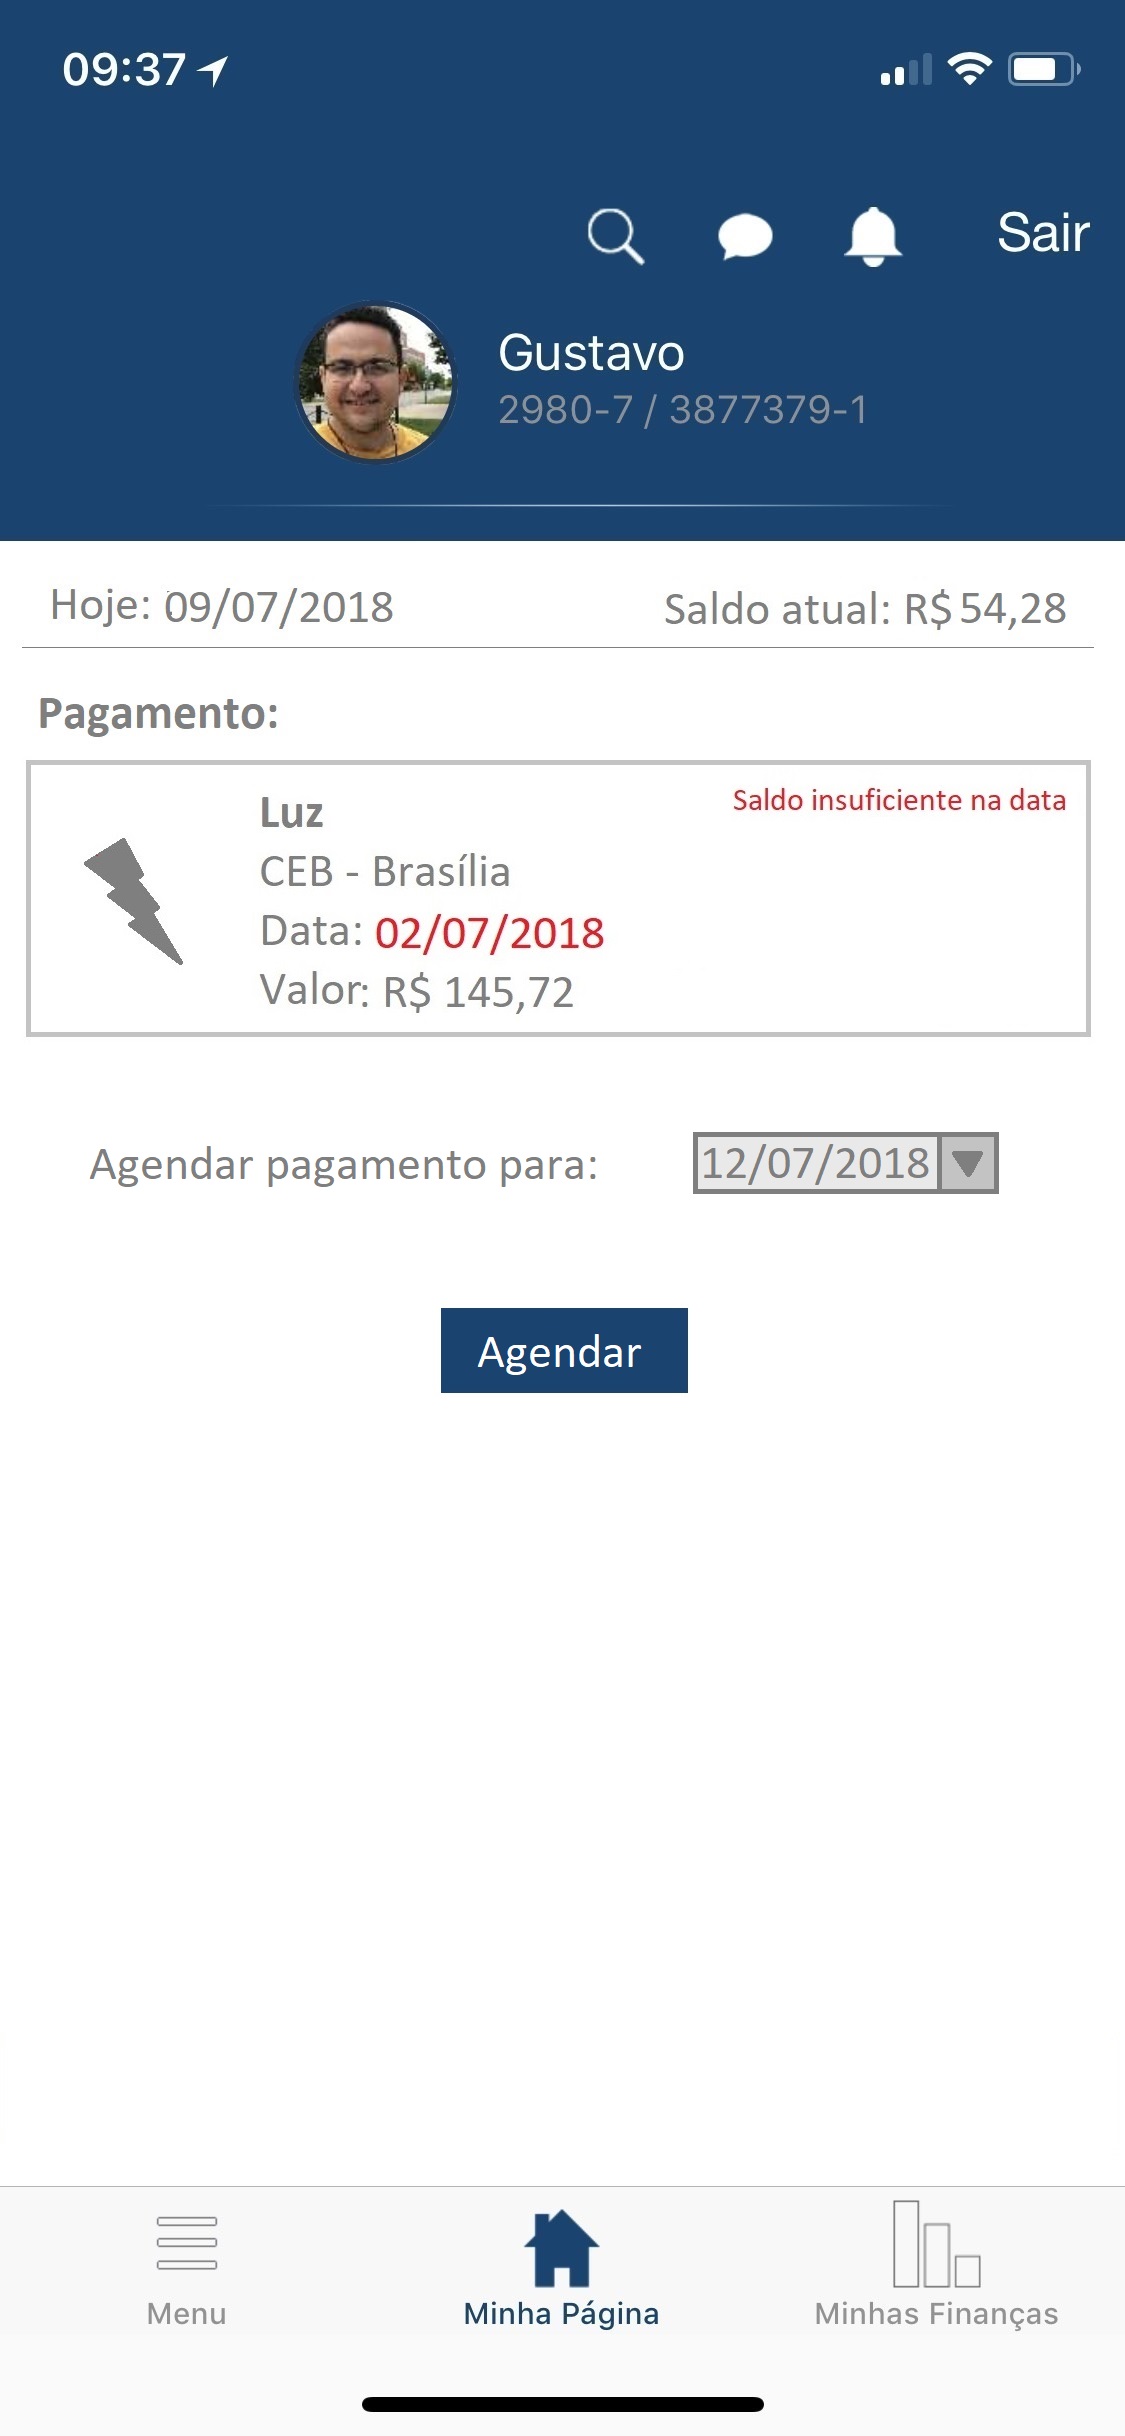 09:37
Sair
Gustavo
2980-7 / 3877379-1
Hoje: 09/07/2018
Saldo atual: R$ 54,28
Pagamento:
Luz
Saldo insuficiente na data
CEB - Brasília
Data: 02/07/2018
Valor: R$ 145,72
Agendar pagamento para: 12/07/2018
Agendar
Menu
Minha Página
Minhas Finanças